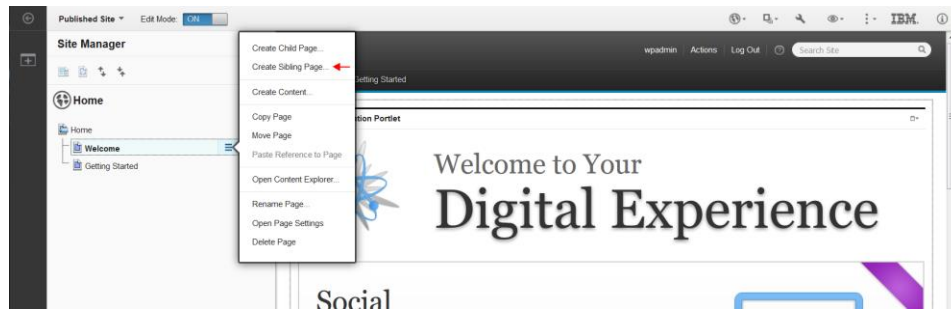 Published Site Edit Mode: ON IBM.
Site Manager
wpadmin Actions Log Out Search Site
Getting Started
Home
Home
Welcome
Getting Started
Create Child Page...
Create Sibling Page...
Create Content...
Copy Page
Move Page
Paste Reference to Page
Open Content Explorer...
Rename Page...
Open Page Settings
Delete Page
Portlet
Welcome to Your
Digital Experience
Social